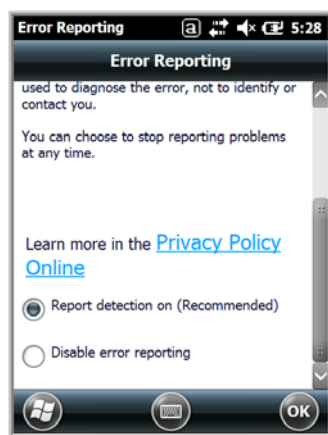 Error Reporting a 5:28
Error Reporting
used to diagnose the error, not to identify or
contact you.
You can choose to stop reporting problems
at any time.
Learn more in the Privacy Policy
Online
Report detection on (Recommended)
Disable error reporting
OK